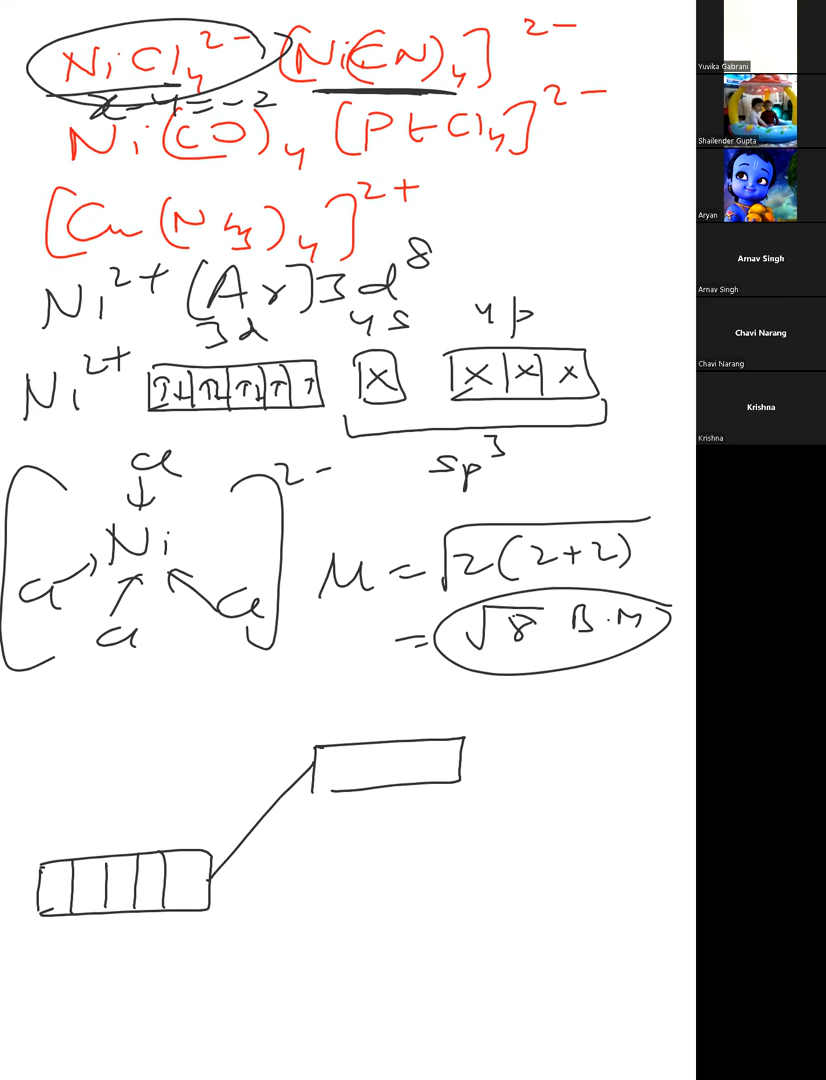 NiCl₄²⁻ [Ni(CN)₄]²⁻
x-4=-2
Ni(CO)₄ [PtCl₄]²⁻
[Cu(NH₃)₄]²⁺
Ni²⁺ [Ar]3d⁸
3d 4s 4p
Ni²⁺ ↑↓ ↑↓ ↑↓ ↑ ↑ X X X X
sp³
[Cl → Ni Cl Cl Cl]²⁻
μ = √2(2+2)
= √8 B.M
Yuvika Gabrani
Shailender Gupta
Aryan
Arnav Singh
Arnav Singh
Chavi Narang
Chavi Narang
Krishna
Krishna